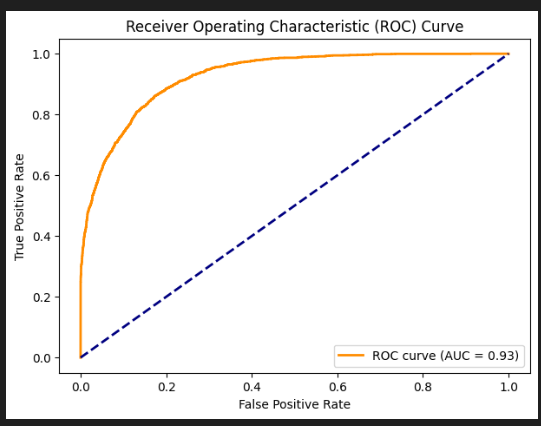 Receiver Operating Characteristic (ROC) Curve
True Positive Rate
1.0
0.8
0.6
0.4
0.2
0.0
ROC curve (AUC = 0.93)
0.0 0.2 0.4 0.6 0.8 1.0
False Positive Rate